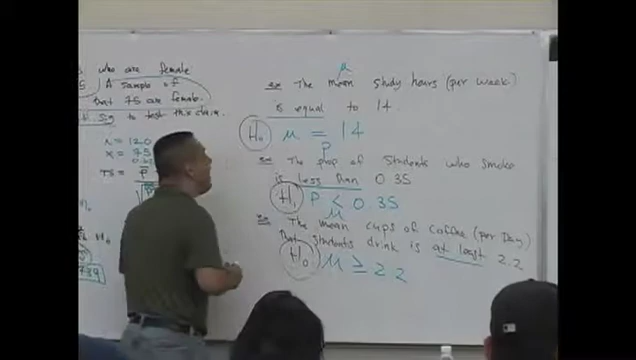 who are female
A sample of
that 75 are female.
sig to test this claim.
n = 120
x = 75
TS =
μ
Ex The mean study hours (per week)
is equal to 14.
H₀ μ = 14
P
Ex The prop of students who smoke
is less than 0.35
H₁ P < 0.35
μ
Ex The mean cups of coffee (per Day)
that students drink is at least 2.2
H₀ μ ≥ 2.2